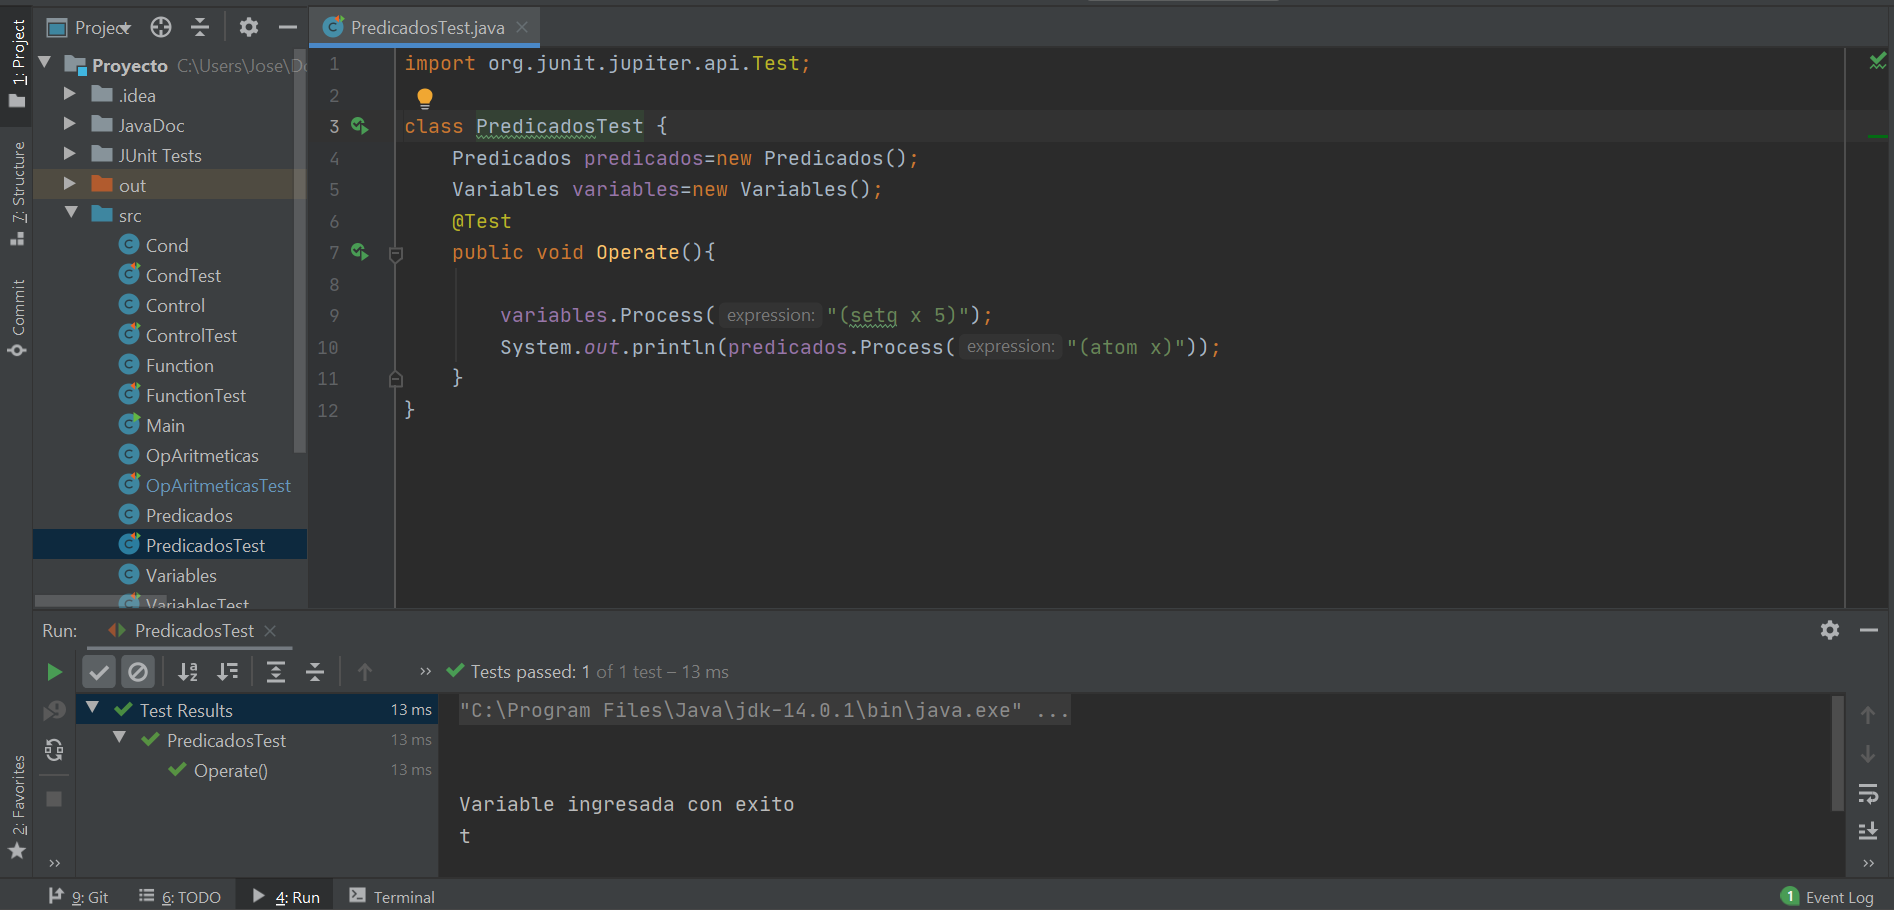 Project
PredicadosTest.java
1: Project
7: Structure
Commit
2: Favorites
Proyecto C:\Users\Jose\Do
.idea
JavaDoc
JUnit Tests
out
src
Cond
CondTest
Control
ControlTest
Function
FunctionTest
Main
OpAritmeticas
OpAritmeticasTest
Predicados
PredicadosTest
Variables
VariablesTest
1 import org.junit.jupiter.api.Test;
2
3 class PredicadosTest {
4 Predicados predicados=new Predicados();
5 Variables variables=new Variables();
6 @Test
7 public void Operate(){
8
9 variables.Process( expression: "(setq x 5)");
10 System.out.println(predicados.Process( expression: "(atom x)"));
11 }
12 }
Run: PredicadosTest
Tests passed: 1 of 1 test – 13 ms
Test Results 13 ms
PredicadosTest 13 ms
Operate() 13 ms
"C:\Program Files\Java\jdk-14.0.1\bin\java.exe" ...
Variable ingresada con exito
t
9: Git 6: TODO 4: Run Terminal 1 Event Log